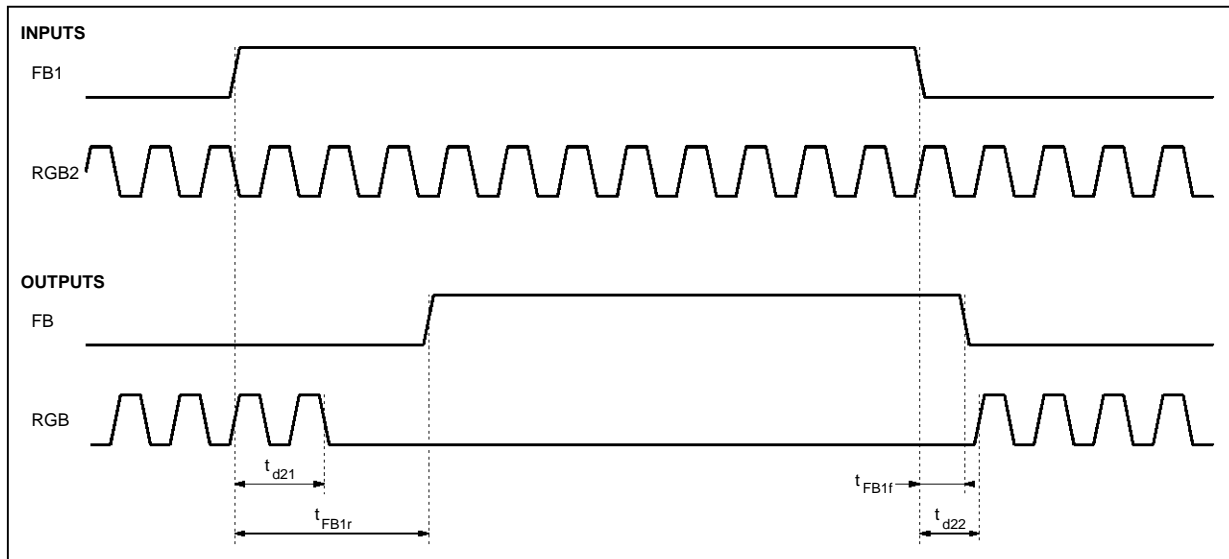 INPUTS
FB1
RGB2
OUTPUTS
FB
RGB
t d21
t FB1f
t FB1r
t d22